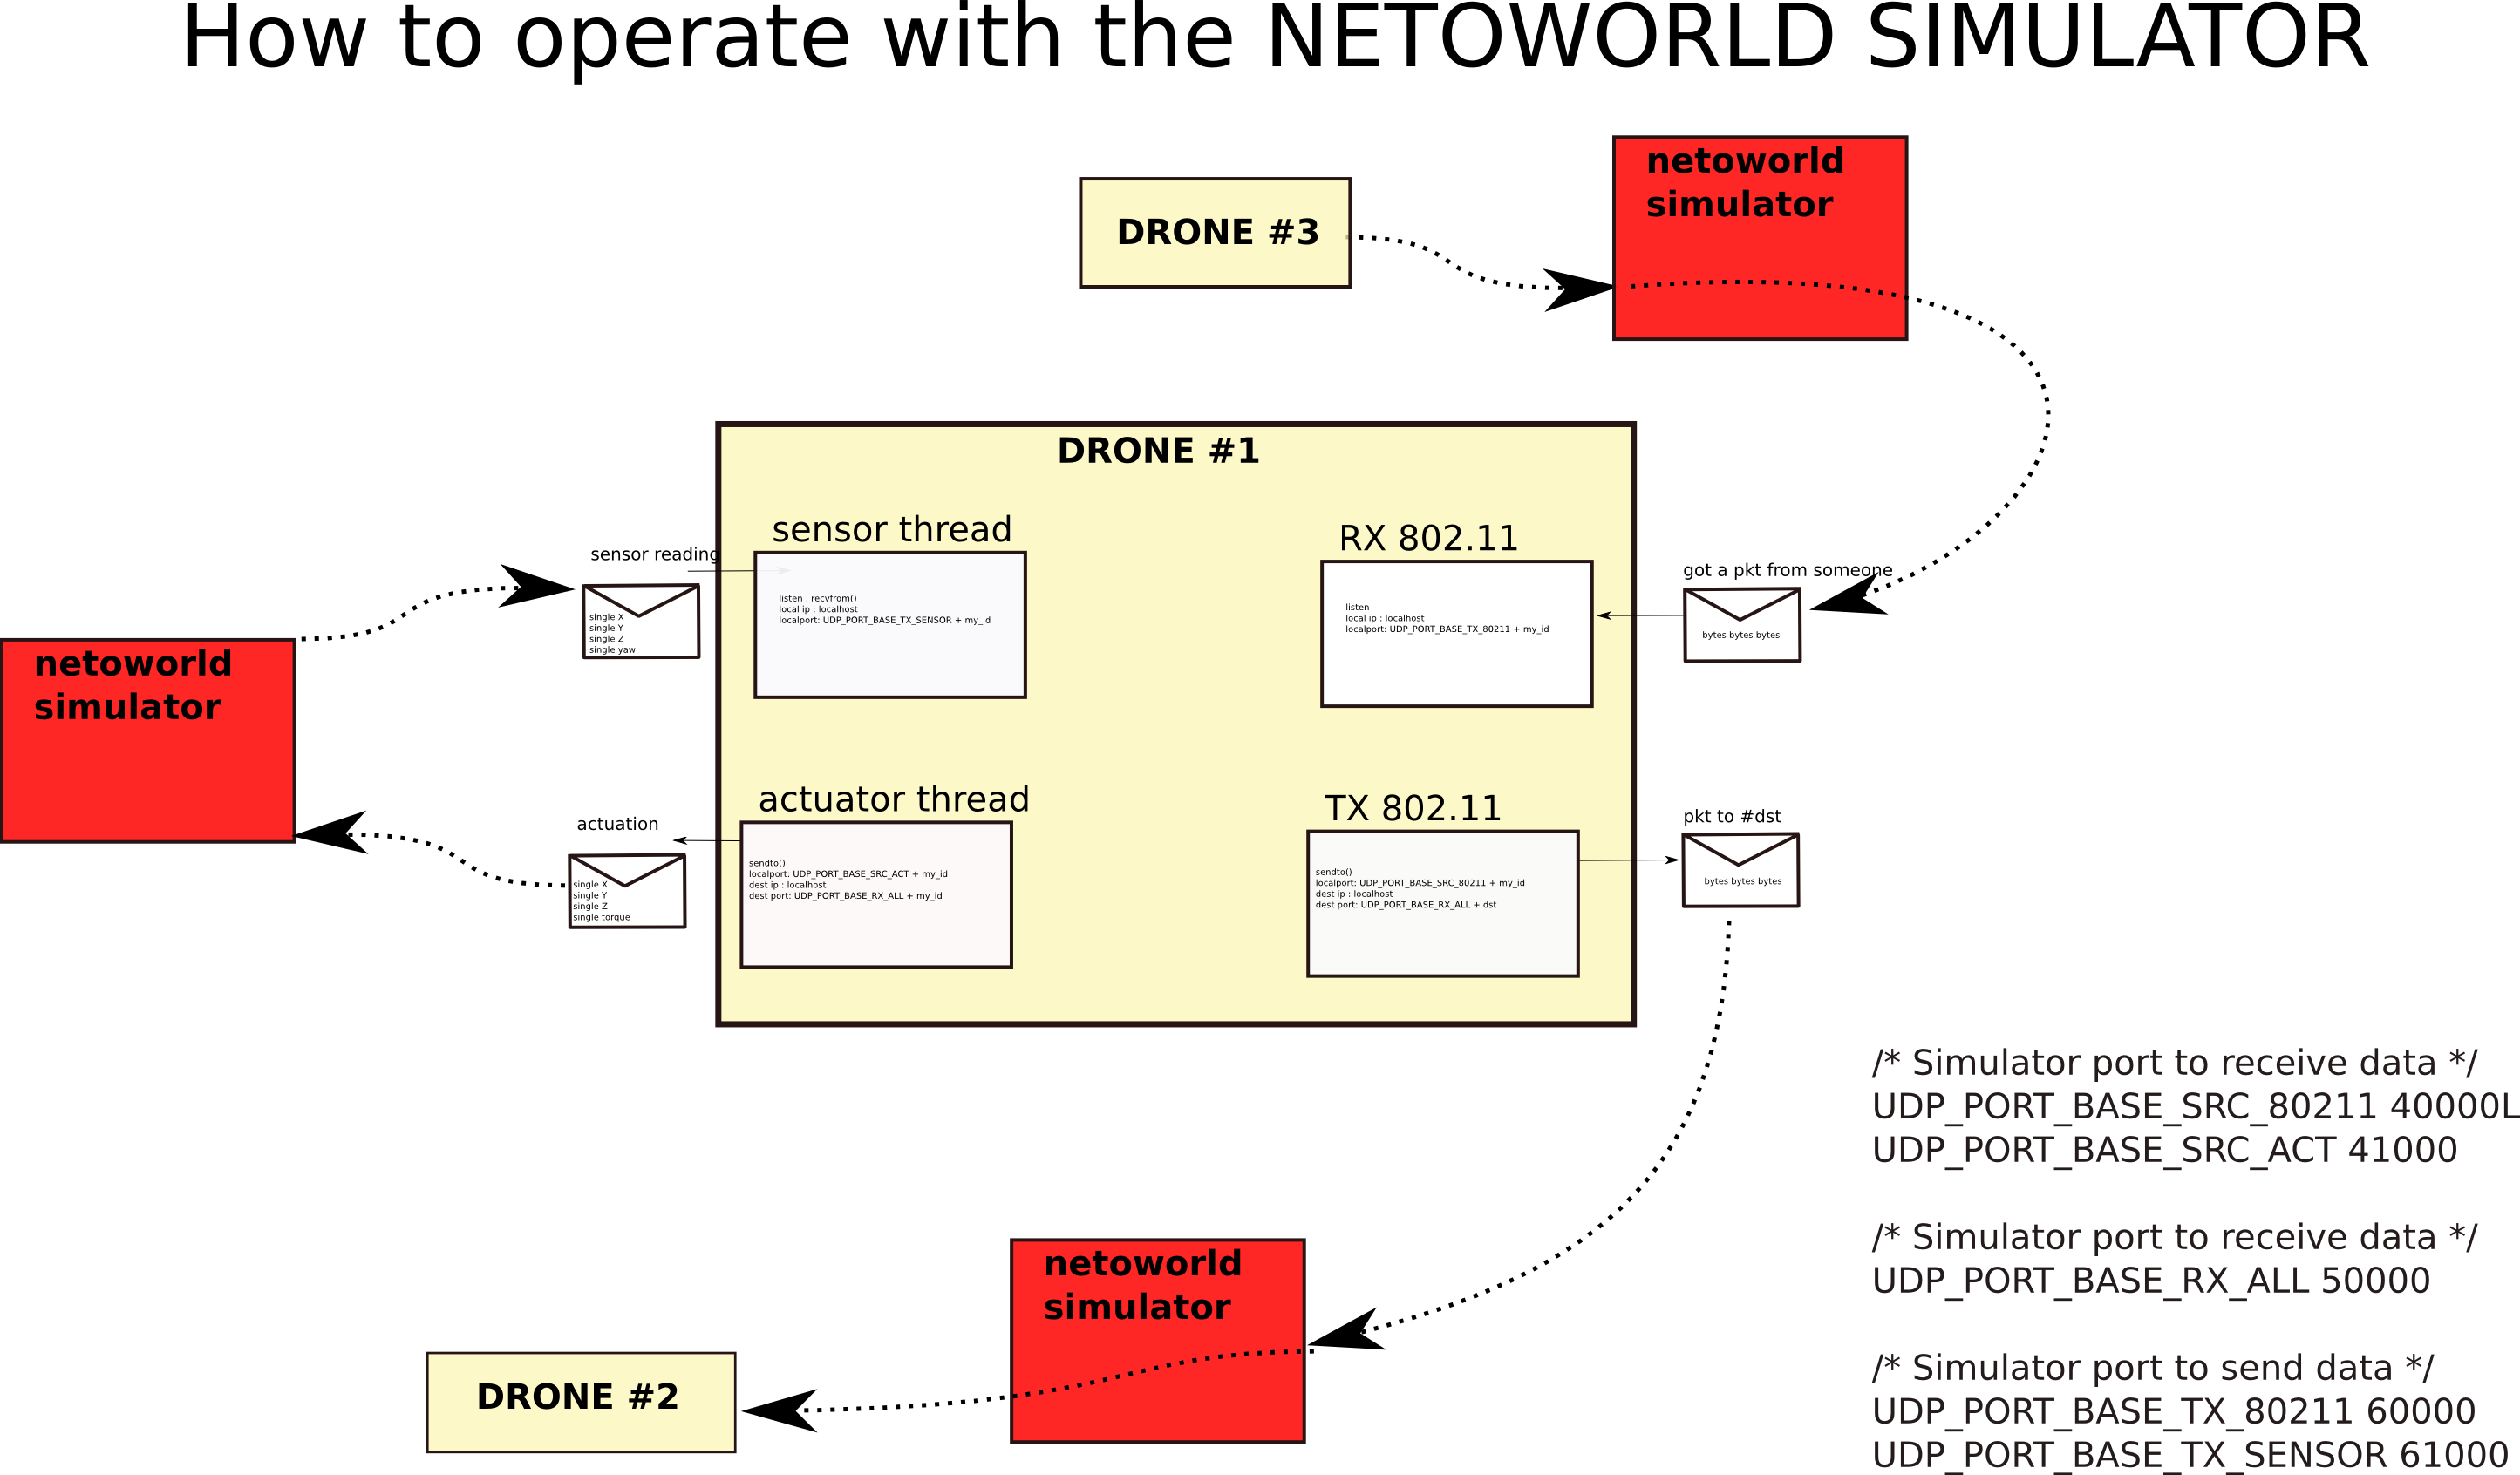 How to operate with the NETOWORLD SIMULATOR
netoworld
simulator
DRONE #3
DRONE #1
sensor thread
RX 802.11
sensor reading
got a pkt from someone
listen , recvfrom()
local ip : localhost
localport: UDP_PORT_BASE_TX_SENSOR + my_id
listen
local ip : localhost
localport: UDP_PORT_BASE_TX_80211 + my_id
single X
single Y
single Z
single yaw
bytes bytes bytes
netoworld
simulator
actuator thread
TX 802.11
actuation
pkt to #dst
sendto()
localport: UDP_PORT_BASE_SRC_ACT + my_id
dest ip : localhost
dest port: UDP_PORT_BASE_RX_ALL + my_id
sendto()
localport: UDP_PORT_BASE_SRC_80211 + my_id
dest ip : localhost
dest port: UDP_PORT_BASE_RX_ALL + dst
single X
single Y
single Z
single torque
bytes bytes bytes
/* Simulator port to receive data */
UDP_PORT_BASE_SRC_80211 40000L
UDP_PORT_BASE_SRC_ACT 41000
/* Simulator port to receive data */
UDP_PORT_BASE_RX_ALL 50000
/* Simulator port to send data */
UDP_PORT_BASE_TX_80211 60000
UDP_PORT_BASE_TX_SENSOR 61000
netoworld
simulator
DRONE #2